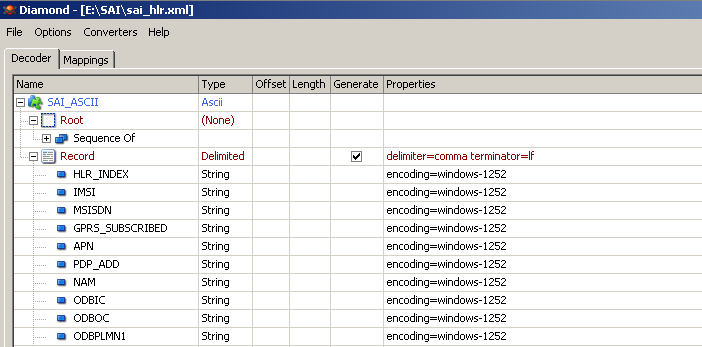 Diamond - [E:\SAI\sai_hlr.xml]
File Options Converters Help
Decoder Mappings
Name Type Offset Length Generate Properties
SAI_ASCII Ascii
Root (None)
Sequence Of
Record Delimited delimiter=comma terminator=lf
HLR_INDEX String encoding=windows-1252
IMSI String encoding=windows-1252
MSISDN String encoding=windows-1252
GPRS_SUBSCRIBED String encoding=windows-1252
APN String encoding=windows-1252
PDP_ADD String encoding=windows-1252
NAM String encoding=windows-1252
ODBIC String encoding=windows-1252
ODBOC String encoding=windows-1252
ODBPLMN1 String encoding=windows-1252